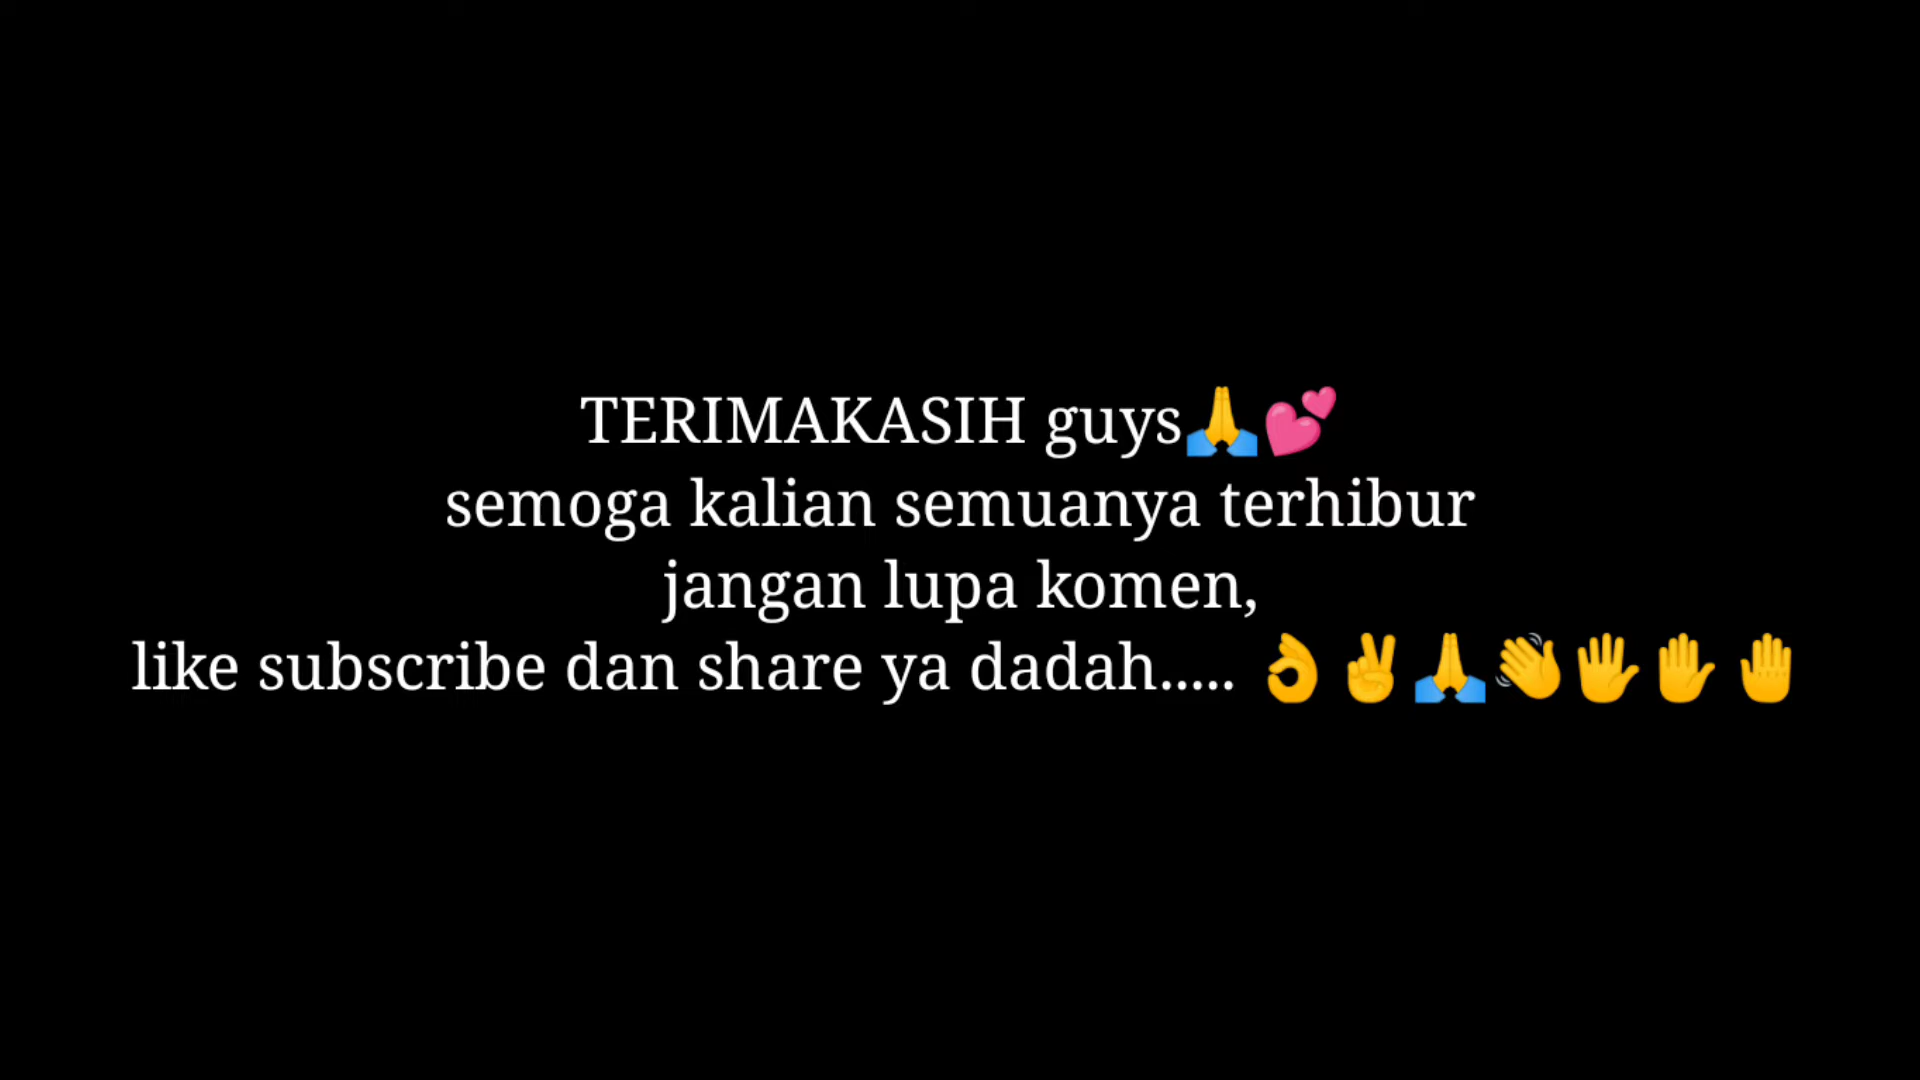 TERIMAKASIH guys🙏💕
semoga kalian semuanya terhibur
jangan lupa komen,
like subscribe dan share ya dadah..... 👌✌🙏👋🖐✋🤚